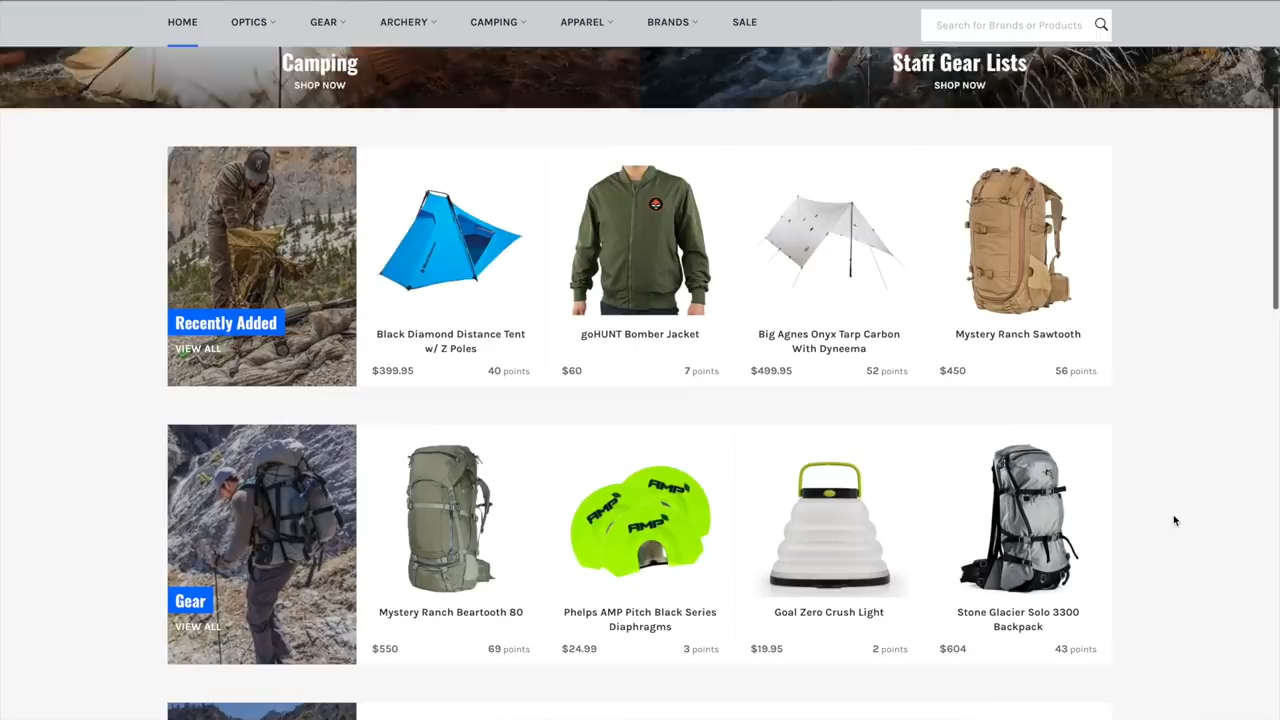 HOME OPTICS GEAR ARCHERY CAMPING APPAREL BRANDS SALE
Search for Brands or Products
Camping
SHOP NOW
Staff Gear Lists
SHOP NOW
Recently Added
VIEW ALL
Black Diamond Distance Tent
w/ Z Poles
$399.95 40 points
goHUNT Bomber Jacket
$60 7 points
Big Agnes Onyx Tarp Carbon
With Dyneema
$499.95 52 points
Mystery Ranch Sawtooth
$450 56 points
Gear
VIEW ALL
Mystery Ranch Beartooth 80
$550 69 points
AMP
AMP
AMP
Phelps AMP Pitch Black Series
Diaphragms
$24.99 3 points
Goal Zero Crush Light
$19.95 2 points
Stone Glacier Solo 3300
Backpack
$604 43 points